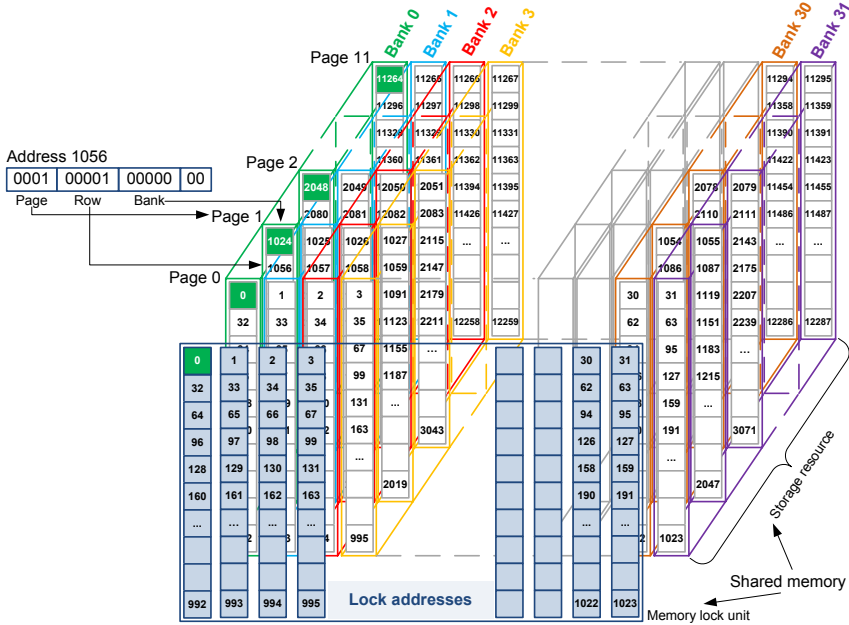 Bank 0
Bank 1
Bank 2
Bank 3
Bank 30
Bank 31
Page 11
11264 11265 11266 11267 11294 11295
11296 11297 11298 11299 11358 11359
11328 11329 11330 11331 11390 11391
Address 1056
11360 11361 11362 11363 11422 11423
Page 2
0001 00001 00000 00
2048 2049 2050 2051 11394 11395 2078 2079 11454 11455
Page Row Bank
Page 1
2080 2081 2082 2083 11426 11427 2110 2111 11486 11487
1024 1025 1026 1027 2115 ... ... 1054 1055 2143 ... ...
1056 1057 1058 1059 2147 1086 1087 2175
Page 0
0 1 2 3 1091 2179 30 31 1119 2207
32 33 34 35 1123 2211 12258 12259 62 63 1151 2239 12286 12287
67 1155 ... 95 1183 ...
99 1187 127 1215
131 ... 159 ...
163 3043 191 3071
... ...
2019 2047
995 1023
0 1 2 3 30 31
32 33 34 35 62 63
64 65 66 67 94 95
96 97 98 99 126 127
128 129 130 131 158 159
160 161 162 163 190 191
... ... ... ... ... ...
992 993 994 995 1022 1023
Lock addresses
Storage resource
Shared memory
Memory lock unit